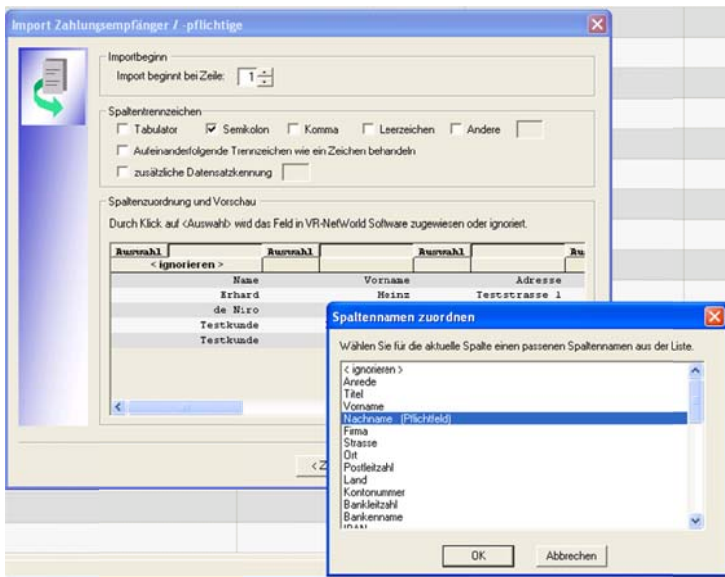 Import Zahlungsempfänger / -pflichtige
Importbeginn
Import beginnt bei Zeile: 1
Spaltentrennzeichen
Tabulator Semikolon Komma Leerzeichen Andere
Aufeinanderfolgende Trennzeichen wie ein Zeichen behandeln
zusätzliche Datensatzkennung
Spaltenzuordnung und Vorschau
Durch Klick auf <Auswahl> wird das Feld in VR-NetWorld Software zugewiesen oder ignoriert.
Auswahl Auswahl Auswahl Au
< ignorieren >
Name Vorname Adresse
Erhard Heinz Teststrasse 1
de Niro
Testkunde
Testkunde
<Z
Spaltennamen zuordnen
Wählen Sie für die aktuelle Spalte einen passenen Spaltennamen aus der Liste.
< ignorieren >
Anrede
Titel
Vorname
Nachname (Pflichtfeld)
Firma
Strasse
Ort
Postleitzahl
Land
Kontonummer
Bankleitzahl
Bankenname
IBAN
OK Abbrechen